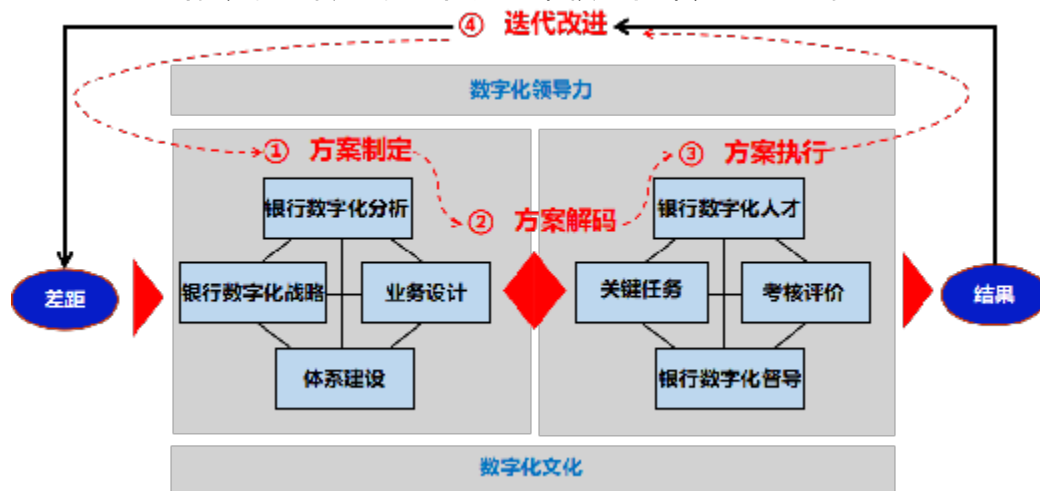 ④ 迭代改进
数字化领导力
① 方案制定
③ 方案执行
银行数字化分析
银行数字化人才
② 方案解码
差距
银行数字化战略
业务设计
关键任务
考核评价
结果
体系建设
银行数字化督导
数字化文化